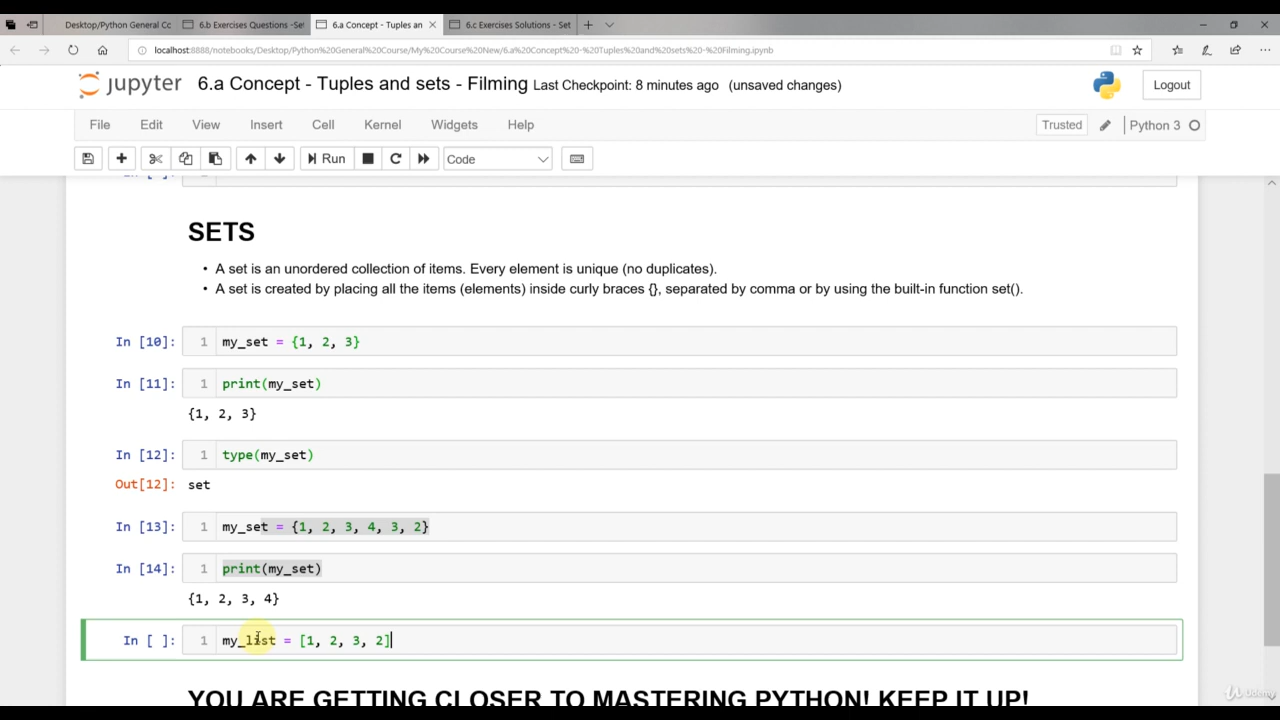 Desktop/Python General Cc
6.b Exercises Questions -Set
6.a Concept - Tuples an
6.c Exercises Solutions - Set
localhost:8888/notebooks/Desktop/Python%20General%20Course/My%20Course%20New/6.a%20Concept%20-%20Tuples%20and%20sets%20-%20Filming.ipynb
jupyter 6.a Concept - Tuples and sets - Filming Last Checkpoint: 8 minutes ago (unsaved changes) Logout
File Edit View Insert Cell Kernel Widgets Help Trusted Python 3
Run Code
SETS
• A set is an unordered collection of items. Every element is unique (no duplicates).
• A set is created by placing all the items (elements) inside curly braces {}, separated by comma or by using the built-in function set().
In [10]: 1 my_set = {1, 2, 3}
In [11]: 1 print(my_set)
{1, 2, 3}
In [12]: 1 type(my_set)
Out[12]: set
In [13]: 1 my_set = {1, 2, 3, 4, 3, 2}
In [14]: 1 print(my_set)
{1, 2, 3, 4}
In [ ]: 1 my_list = [1, 2, 3, 2]
YOU ARE GETTING CLOSER TO MASTERING PYTHON! KEEP IT UP!
Udemy